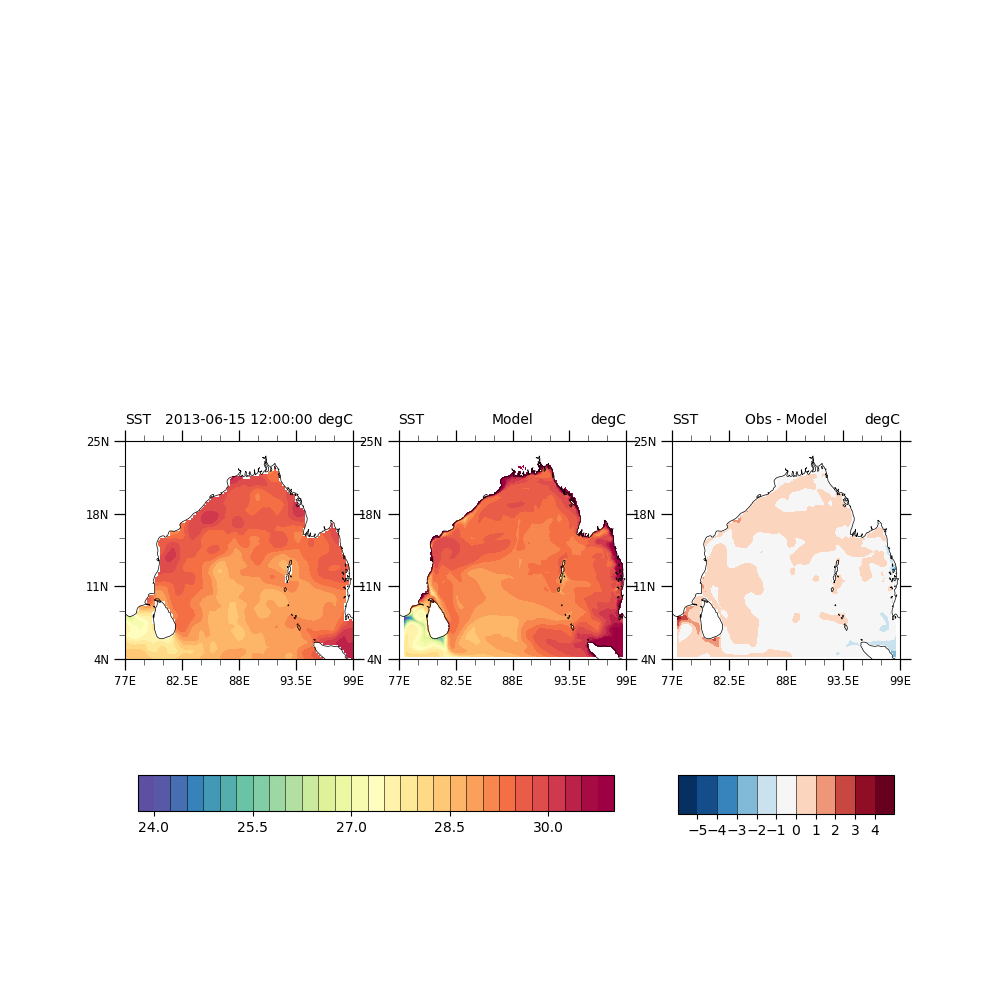 SST 2013-06-15 12:00:00 degC
SST Model degC
SST Obs - Model degC
25N
18N
11N
4N
77E 82.5E 88E 93.5E 99E
25N
18N
11N
4N
77E 82.5E 88E 93.5E 99E
25N
18N
11N
4N
77E 82.5E 88E 93.5E 99E
24.0 25.5 27.0 28.5 30.0
−5 −4 −3 −2 −1 0 1 2 3 4